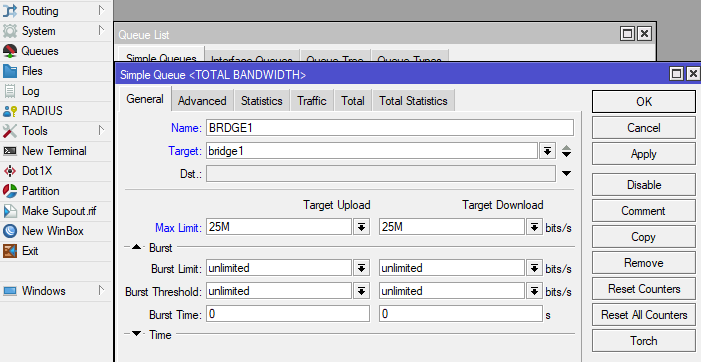 Routing
System
Queues
Files
Log
RADIUS
Tools
New Terminal
Dot1X
Partition
Make Supout.rif
New WinBox
Exit
Windows
Queue List
Simple Queues Interface Queues Queue Tree Queue Types
Simple Queue <TOTAL BANDWIDTH>
General Advanced Statistics Traffic Total Total Statistics
Name: BRDGE1
Target: bridge1
Dst.:
Target Upload Target Download
Max Limit: 25M 25M bits/s
Burst
Burst Limit: unlimited unlimited bits/s
Burst Threshold: unlimited unlimited bits/s
Burst Time: 0 0 s
Time
OK
Cancel
Apply
Disable
Comment
Copy
Remove
Reset Counters
Reset All Counters
Torch